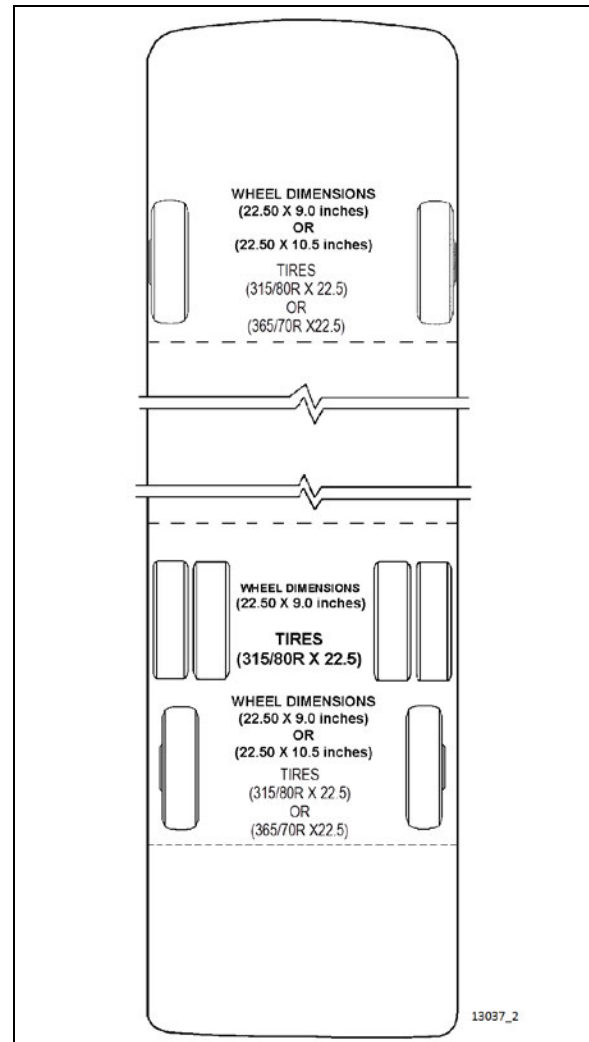 WHEEL DIMENSIONS
(22.50 X 9.0 inches)
OR
(22.50 X 10.5 inches)
TIRES
(315/80R X 22.5)
OR
(365/70R X22.5)
WHEEL DIMENSIONS
(22.50 X 9.0 inches)
TIRES
(315/80R X 22.5)
WHEEL DIMENSIONS
(22.50 X 9.0 inches)
OR
(22.50 X 10.5 inches)
TIRES
(315/80R X 22.5)
OR
(365/70R X22.5)
13037_2